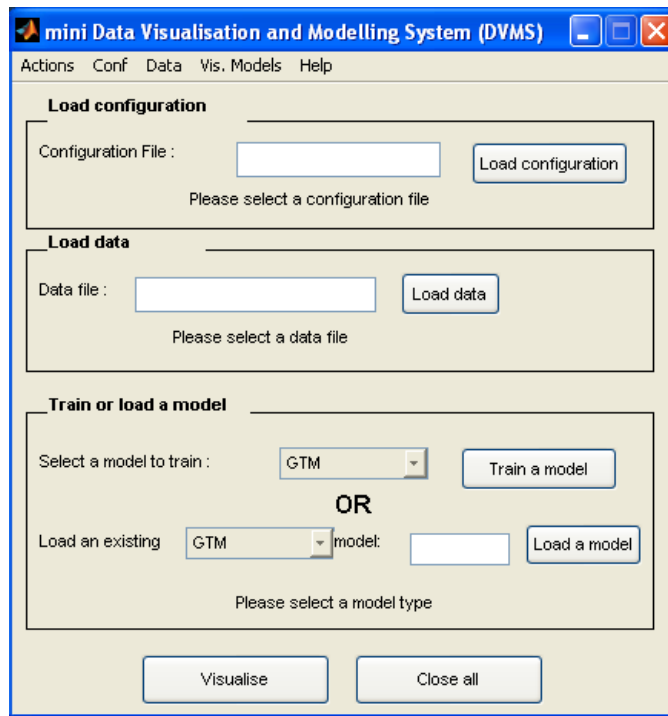 mini Data Visualisation and Modelling System (DVMS)
Actions Conf Data Vis. Models Help
Load configuration
Configuration File :
Load configuration
Please select a configuration file
Load data
Data file :
Load data
Please select a data file
Train or load a model
Select a model to train :
GTM
Train a model
OR
Load an existing
GTM
model:
Load a model
Please select a model type
Visualise
Close all